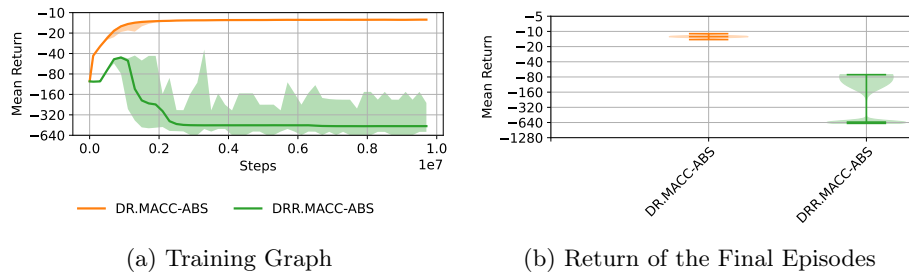 Mean Return
−10
−20
−40
−80
−160
−320
−640
0.0
0.2
0.4
0.6
0.8
1.0
1e7
Steps
DR.MACC-ABS
DRR.MACC-ABS
(a) Training Graph
Mean Return
−5
−10
−20
−40
−80
−160
−320
−640
−1280
DR.MACC-ABS
DRR.MACC-ABS
(b) Return of the Final Episodes